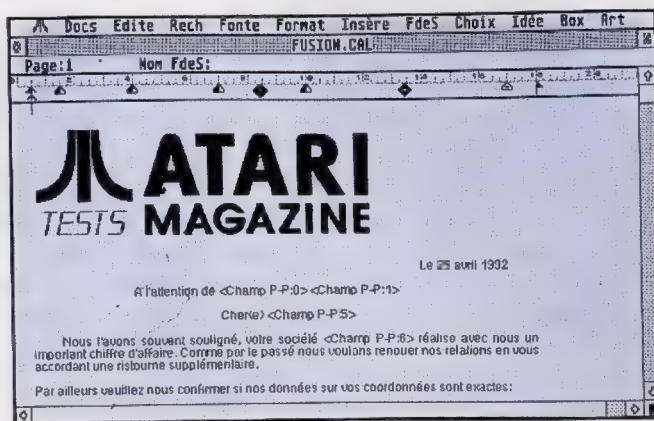 Docs Edite Rech Fonte Format Insère FdeS Choix Idée Box Art
FUSION.CAL
Page:1 Nom FdeS:
ATARI
TESTS MAGAZINE
Le 25 avril 1992
A l'attention de <Champ P-P:0> <Champ P-P:1>
Cher(e) <Champ P-P:5>
Nous l'avons souvent souligné, votre société <Champ P-P:6> réalise avec nous un
important chiffre d'affaire. Comme par le passé nous voulons renouer nos relations en vous
accordant une ristourne supplémentaire.
Par ailleurs veuillez nous confirmer si nos données sur vos coordonnées sont exactes: